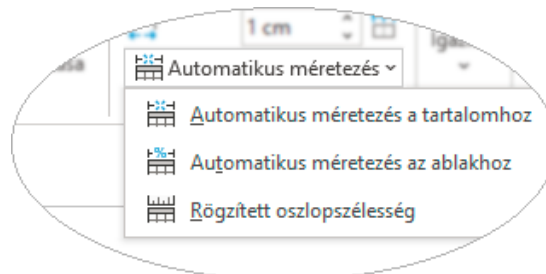 1 cm
Automatikus méretezés
Automatikus méretezés a tartalomhoz
Automatikus méretezés az ablakhoz
Rögzített oszlopszélesség